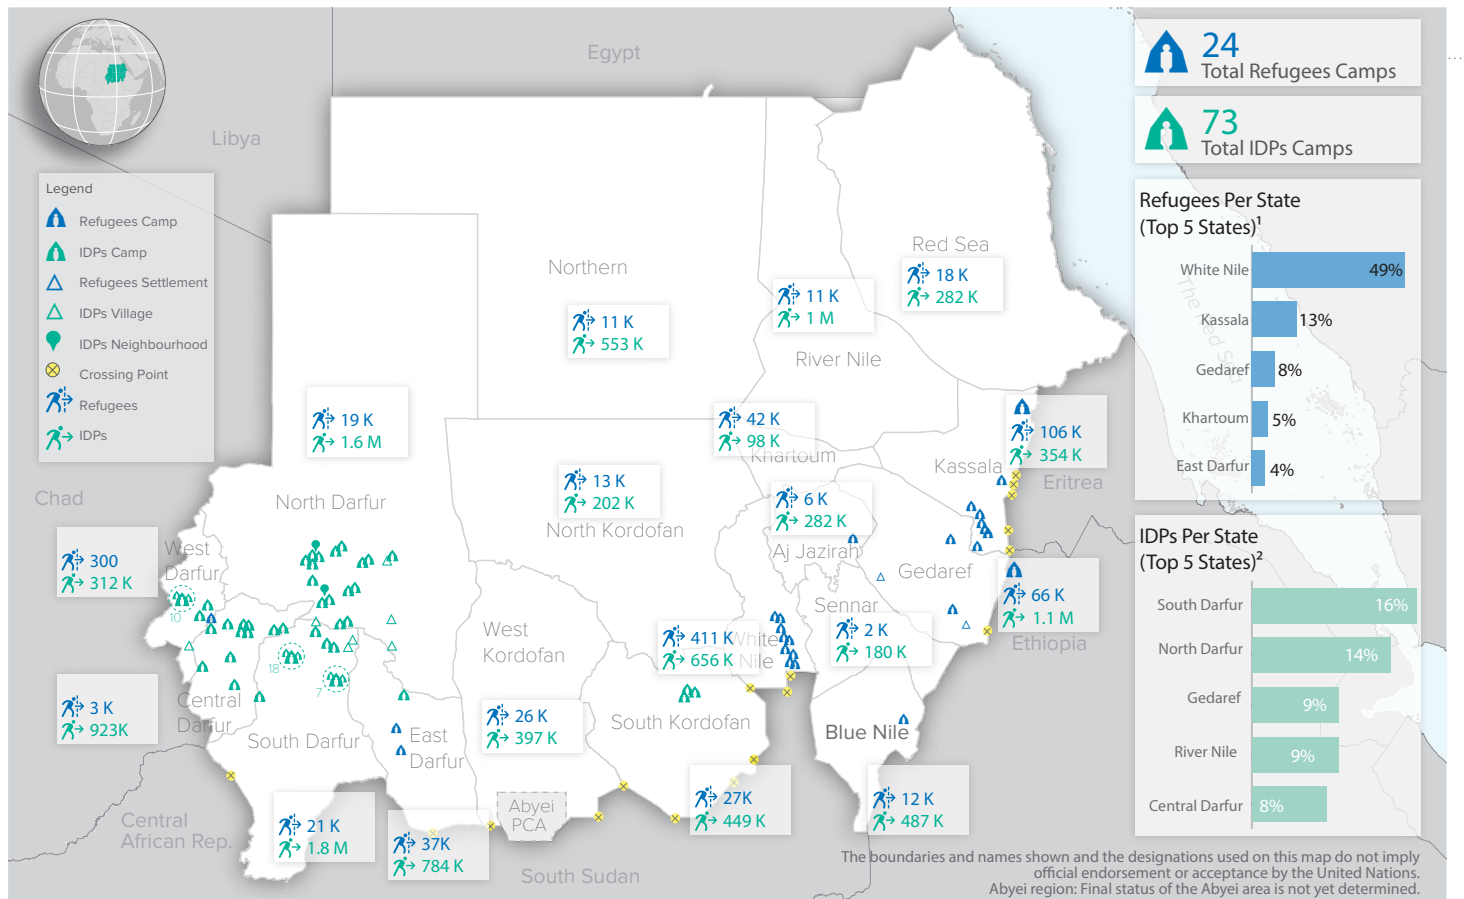 Egypt
Libya
Legend
Refugees Camp
IDPs Camp
Refugees Settlement
IDPs Village
IDPs Neighbourhood
Crossing Point
Refugees
IDPs
Chad
Northern
11 K
553 K
Red Sea
18 K
282 K
11 K
1 M
River Nile
19 K
1.6 M
North Darfur
42 K
98 K
Khartoum
13 K
202 K
North Kordofan
106 K
354 K
Kassala
Eritrea
6 K
282 K
Aj Jazirah
Gedaref
66 K
1.1 M
Ethiopia
300
312 K
West
Darfur
10
18
7
3 K
923K
Central
Darfur
South Darfur
East
Darfur
West
Kordofan
26 K
397 K
411 K
656 K
White
Nile
Sennar
2 K
180 K
South Kordofan
Blue Nile
27K
449 K
12 K
487 K
21 K
1.8 M
37K
784 K
Abyei
PCA
Central
African Rep.
South Sudan
24
Total Refugees Camps
73
Total IDPs Camps
The Red Sea
Refugees Per State
(Top 5 States)¹
White Nile 49%
Kassala 13%
Gedaref 8%
Khartoum 5%
East Darfur 4%
IDPs Per State
(Top 5 States)²
South Darfur 16%
North Darfur 14%
Gedaref 9%
River Nile 9%
Central Darfur 8%
The boundaries and names shown and the designations used on this map do not imply
official endorsement or acceptance by the United Nations.
Abyei region: Final status of the Abyei area is not yet determined.